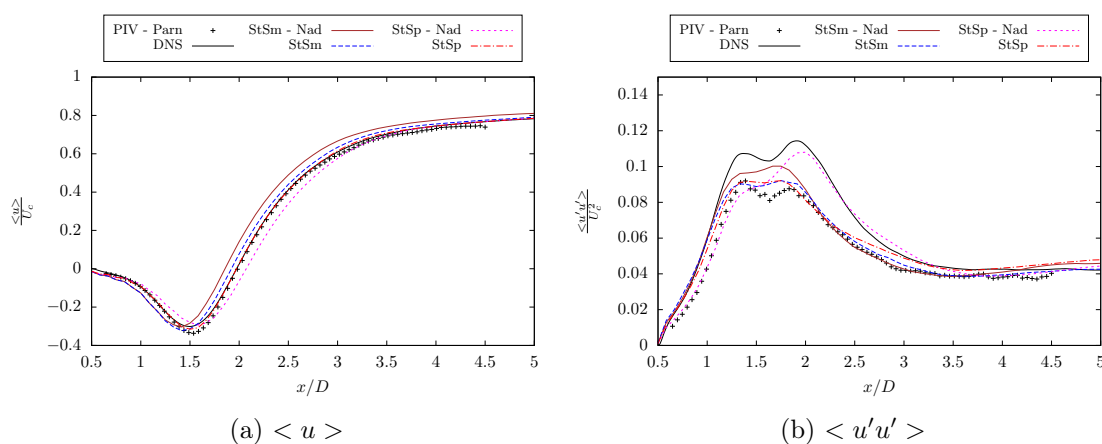 PIV - Parn StSm - Nad StSp - Nad
DNS StSm StSp
1
0.8
0.6
0.4
0.2
0
−0.2
−0.4
0.5 1 1.5 2 2.5 3 3.5 4 4.5 5
<u>
U_c
x/D
(a) < u >
PIV - Parn StSm - Nad StSp - Nad
DNS StSm StSp
0.14
0.12
0.1
0.08
0.06
0.04
0.02
0
0.5 1 1.5 2 2.5 3 3.5 4 4.5 5
<u'u'>
U_c^2
x/D
(b) < u'u' >